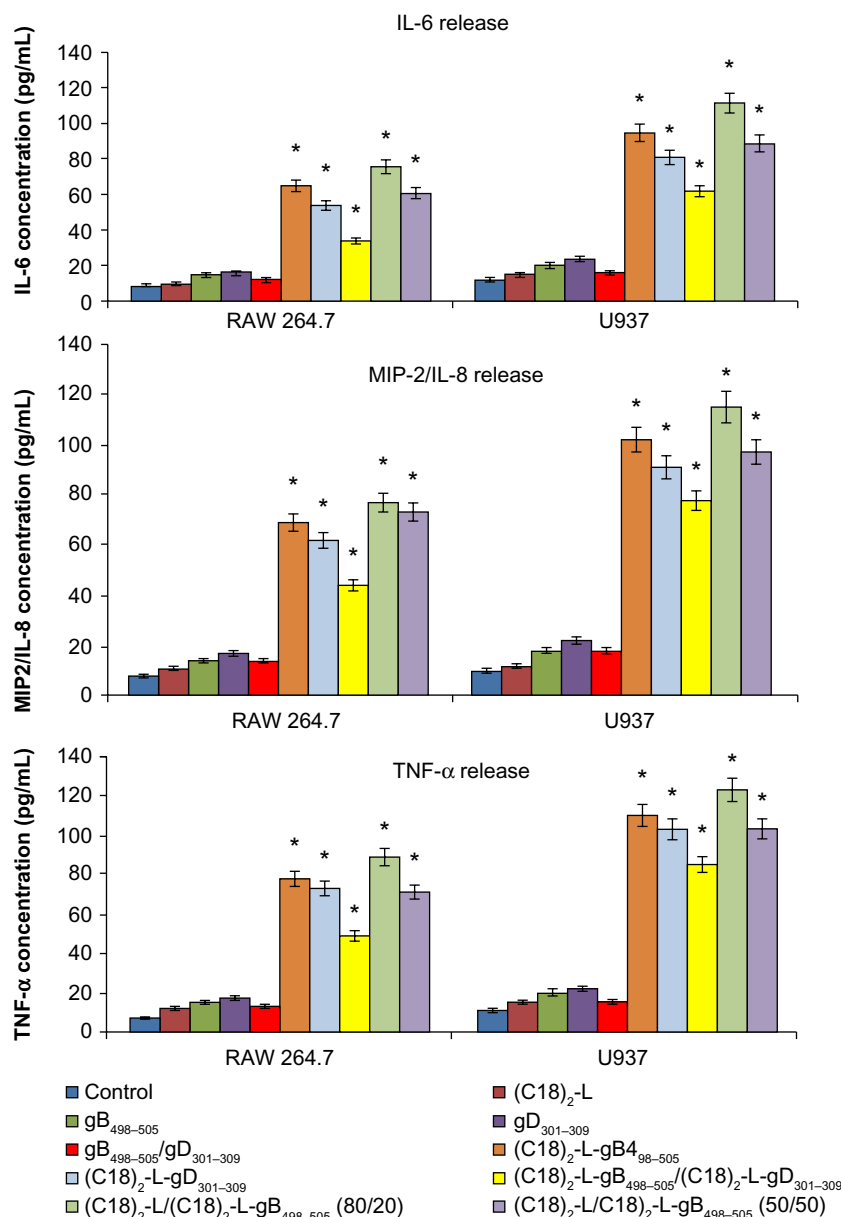 IL-6 release
IL-6 concentration (pg/mL)
140
120
100
80
60
40
20
0
* * * * *
* * * * *
RAW 264.7 U937
MIP-2/IL-8 release
MIP2/IL-8 concentration (pg/mL)
140
120
100
80
60
40
20
0
* * * * *
* * * * *
RAW 264.7 U937
TNF-α release
TNF-α concentration (pg/mL)
140
120
100
80
60
40
20
0
* * * * *
* * * * *
RAW 264.7 U937
Control (C18)₂-L
gB₄₉₈₋₅₀₅ gD₃₀₁₋₃₀₉
gB₄₉₈₋₅₀₅/gD₃₀₁₋₃₀₉ (C18)₂-L-gB4₉₈₋₅₀₅
(C18)₂-L-gD₃₀₁₋₃₀₉ (C18)₂-L-gB₄₉₈₋₅₀₅/(C18)₂-L-gD₃₀₁₋₃₀₉
(C18)₂-L/(C18)₂-L-gB₄₉₈₋₅₀₅ (80/20) (C18)₂-L/C18)₂-L-gB₄₉₈₋₅₀₅ (50/50)